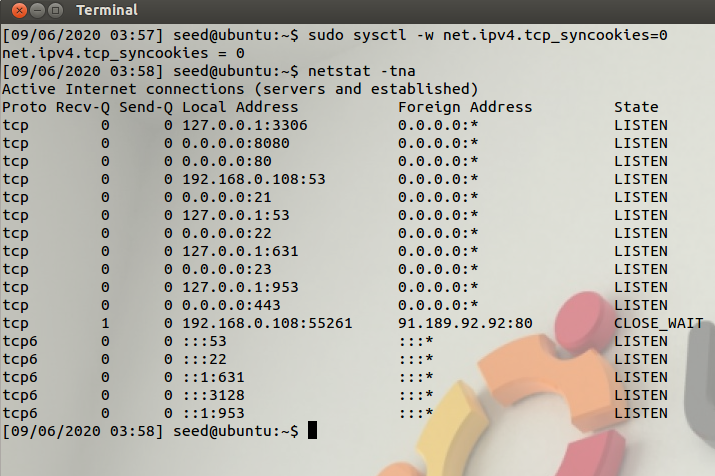 Terminal
[09/06/2020 03:57] seed@ubuntu:~$ sudo sysctl -w net.ipv4.tcp_syncookies=0
net.ipv4.tcp_syncookies = 0
[09/06/2020 03:58] seed@ubuntu:~$ netstat -tna
Active Internet connections (servers and established)
Proto Recv-Q Send-Q Local Address           Foreign Address         State
tcp        0      0 127.0.0.1:3306          0.0.0.0:*               LISTEN
tcp        0      0 0.0.0.0:8080            0.0.0.0:*               LISTEN
tcp        0      0 0.0.0.0:80              0.0.0.0:*               LISTEN
tcp        0      0 192.168.0.108:53        0.0.0.0:*               LISTEN
tcp        0      0 0.0.0.0:21              0.0.0.0:*               LISTEN
tcp        0      0 127.0.0.1:53            0.0.0.0:*               LISTEN
tcp        0      0 0.0.0.0:22              0.0.0.0:*               LISTEN
tcp        0      0 127.0.0.1:631           0.0.0.0:*               LISTEN
tcp        0      0 0.0.0.0:23              0.0.0.0:*               LISTEN
tcp        0      0 127.0.0.1:953           0.0.0.0:*               LISTEN
tcp        0      0 0.0.0.0:443             0.0.0.0:*               LISTEN
tcp        1      0 192.168.0.108:55261     91.189.92.92:80         CLOSE_WAIT
tcp6       0      0 :::53                   :::*                    LISTEN
tcp6       0      0 :::22                   :::*                    LISTEN
tcp6       0      0 ::1:631                 :::*                    LISTEN
tcp6       0      0 :::3128                 :::*                    LISTEN
tcp6       0      0 ::1:953                 :::*                    LISTEN
[09/06/2020 03:58] seed@ubuntu:~$